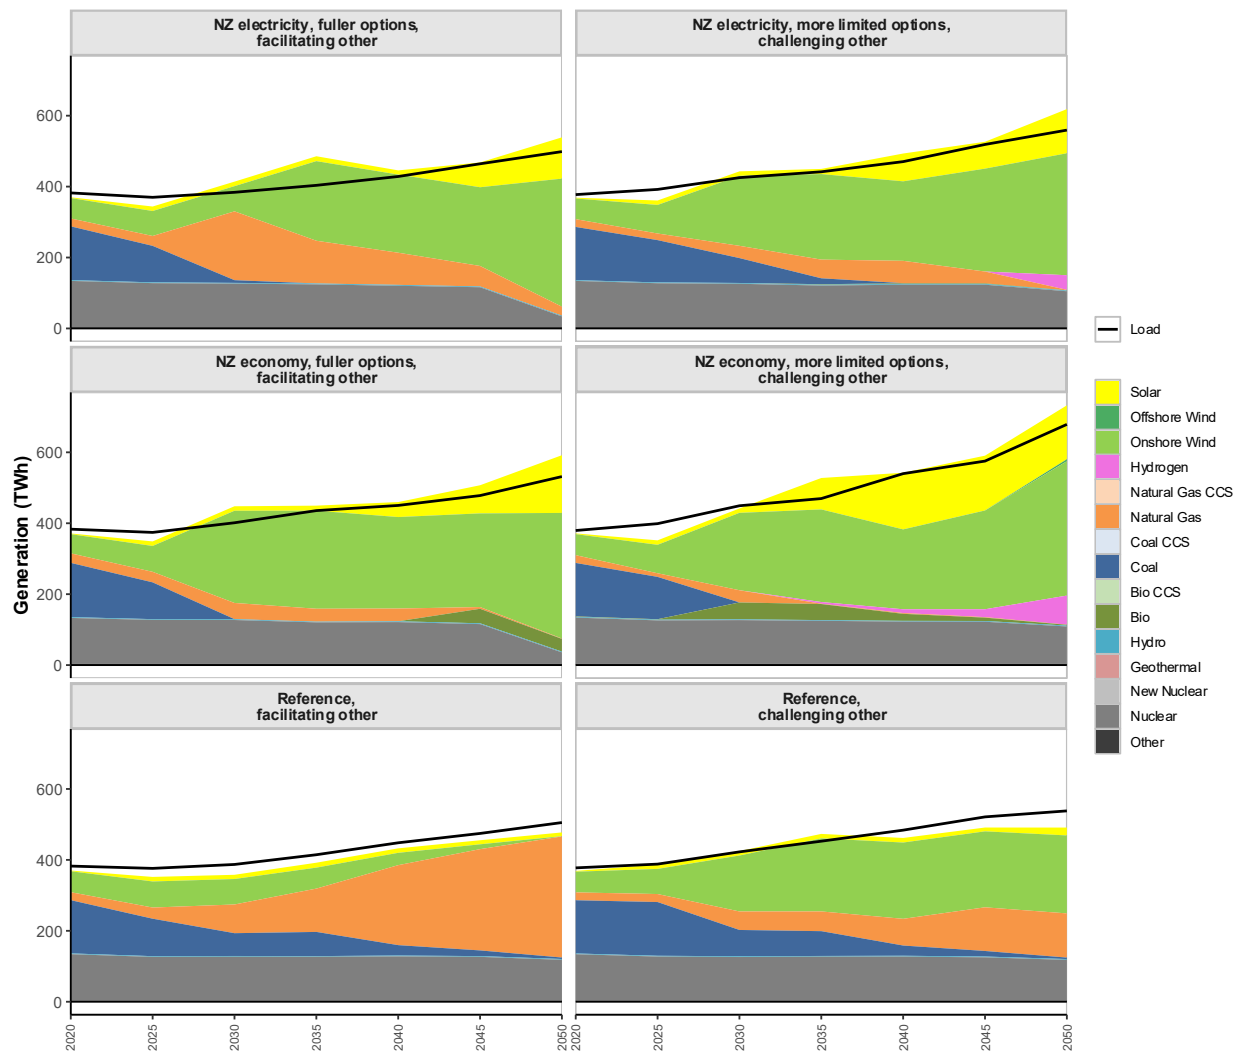 NZ electricity, fuller options,
facilitating other
NZ electricity, more limited options,
challenging other
600
400
200
0
NZ economy, fuller options,
facilitating other
NZ economy, more limited options,
challenging other
600
400
200
0
Reference,
facilitating other
Reference,
challenging other
600
400
200
0
Generation (TWh)
2020
2025
2030
2035
2040
2045
2050
2020
2025
2030
2035
2040
2045
2050
Load
Solar
Offshore Wind
Onshore Wind
Hydrogen
Natural Gas CCS
Natural Gas
Coal CCS
Coal
Bio CCS
Bio
Hydro
Geothermal
New Nuclear
Nuclear
Other